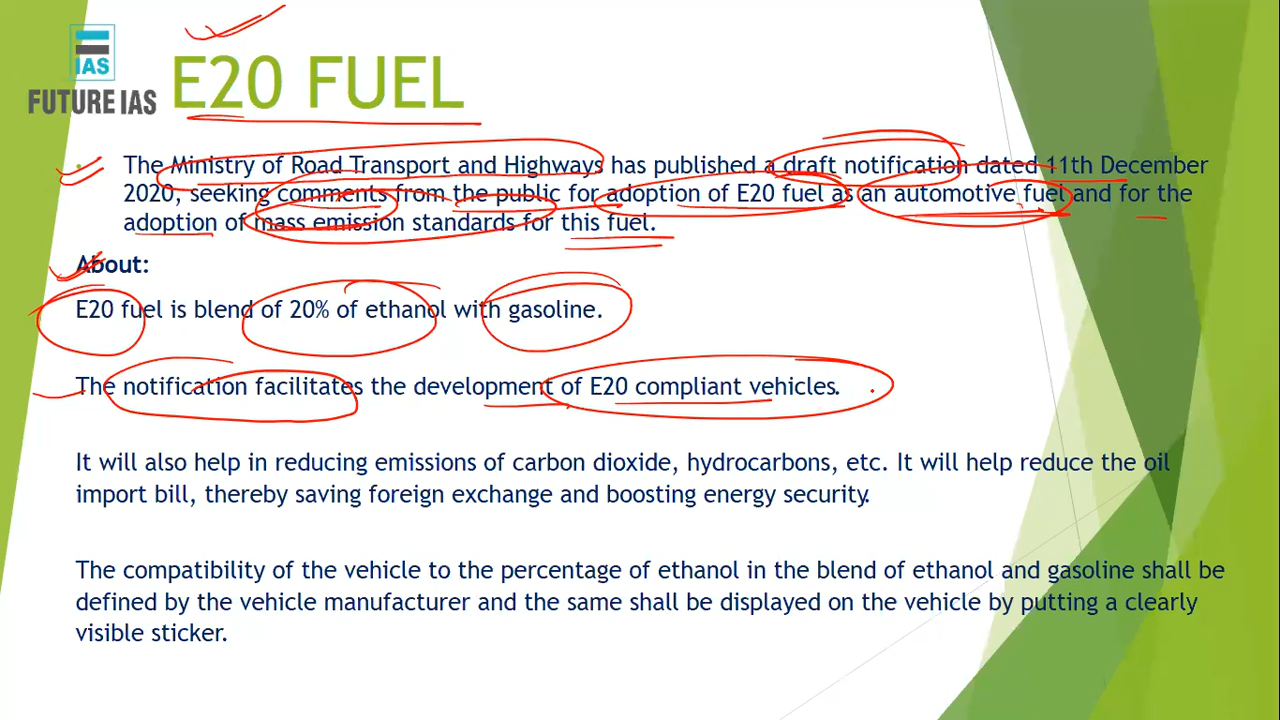 IAS
FUTURE IAS
E20 FUEL
The Ministry of Road Transport and Highways has published a draft notification dated 11th December
2020, seeking comments from the public for adoption of E20 fuel as an automotive fuel and for the
adoption of mass emission standards for this fuel.
About:
E20 fuel is blend of 20% of ethanol with gasoline.
The notification facilitates the development of E20 compliant vehicles.
It will also help in reducing emissions of carbon dioxide, hydrocarbons, etc. It will help reduce the oil
import bill, thereby saving foreign exchange and boosting energy security.
The compatibility of the vehicle to the percentage of ethanol in the blend of ethanol and gasoline shall be
defined by the vehicle manufacturer and the same shall be displayed on the vehicle by putting a clearly
visible sticker.